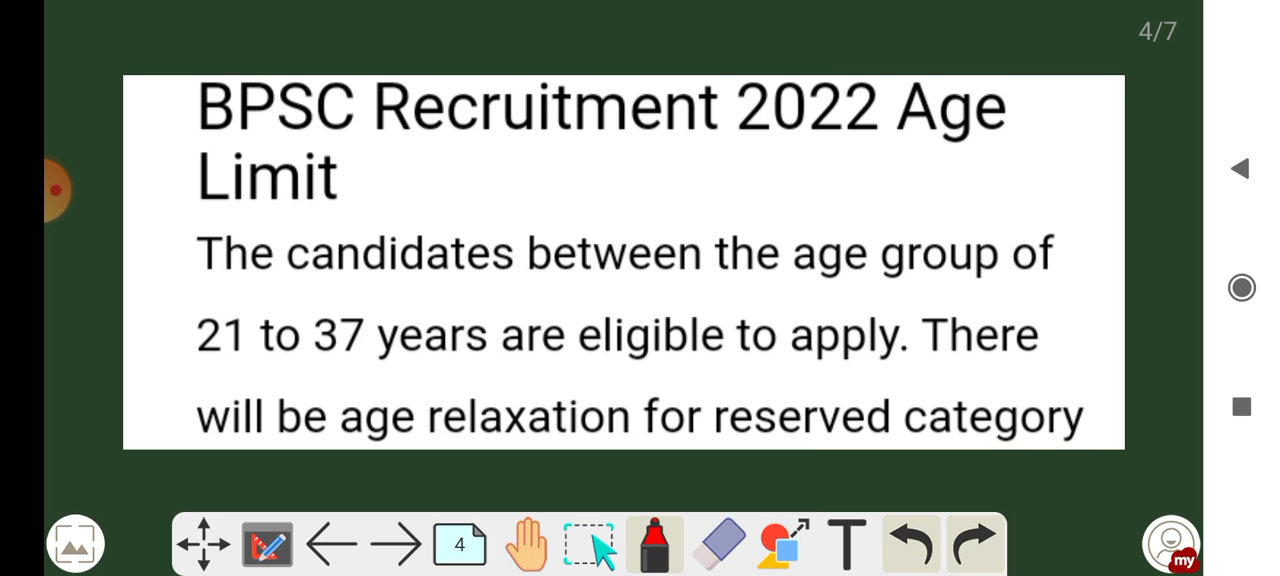 4/7
BPSC Recruitment 2022 Age
Limit
The candidates between the age group of
21 to 37 years are eligible to apply. There
will be age relaxation for reserved category
4
T
my